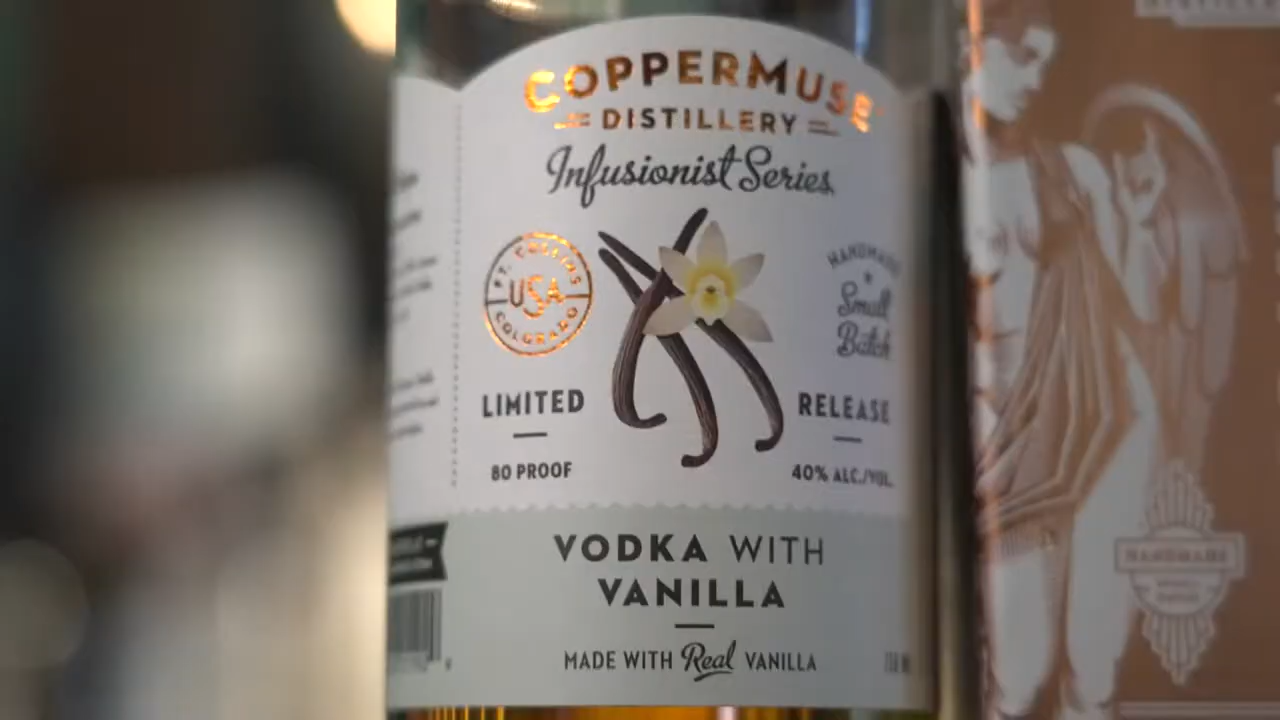 COPPERMUSE
DISTILLERY
Infusionist Series
FT. COLLINS
USA
COLORADO
HANDMADE
Small
Batch
LIMITED
RELEASE
80 PROOF
40% ALC./VOL.
VODKA WITH
VANILLA
MADE WITH Real VANILLA
HANDMADE